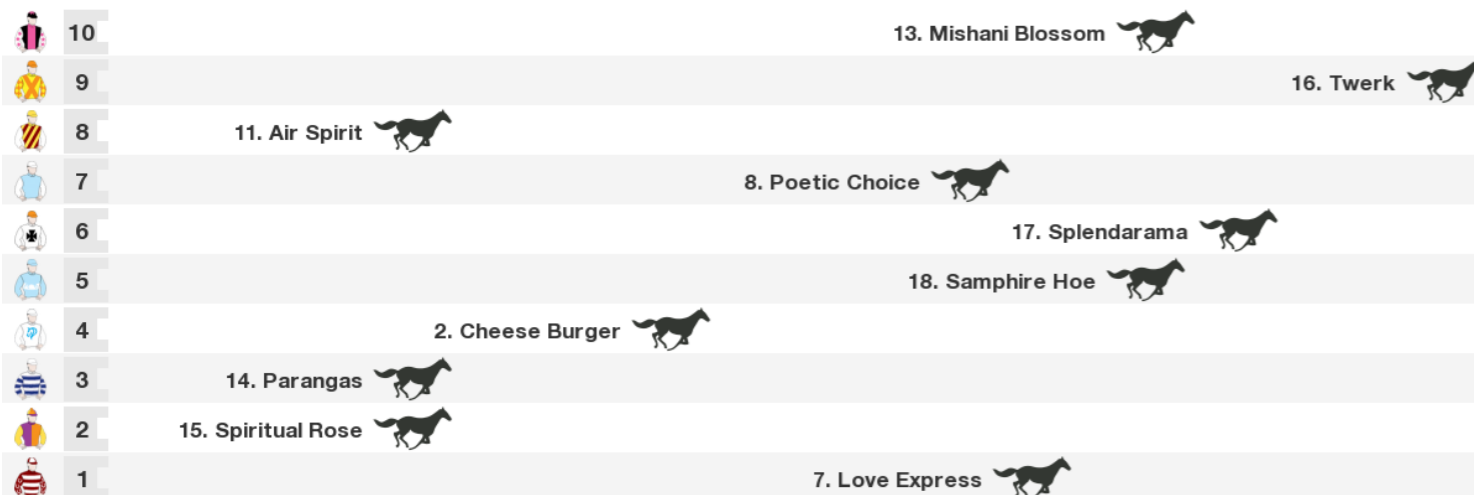 10 13. Mishani Blossom
9 16. Twerk
8 11. Air Spirit
7 8. Poetic Choice
6 17. Splendarama
5 18. Samphire Hoe
4 2. Cheese Burger
3 14. Parangas
2 15. Spiritual Rose
1 7. Love Express